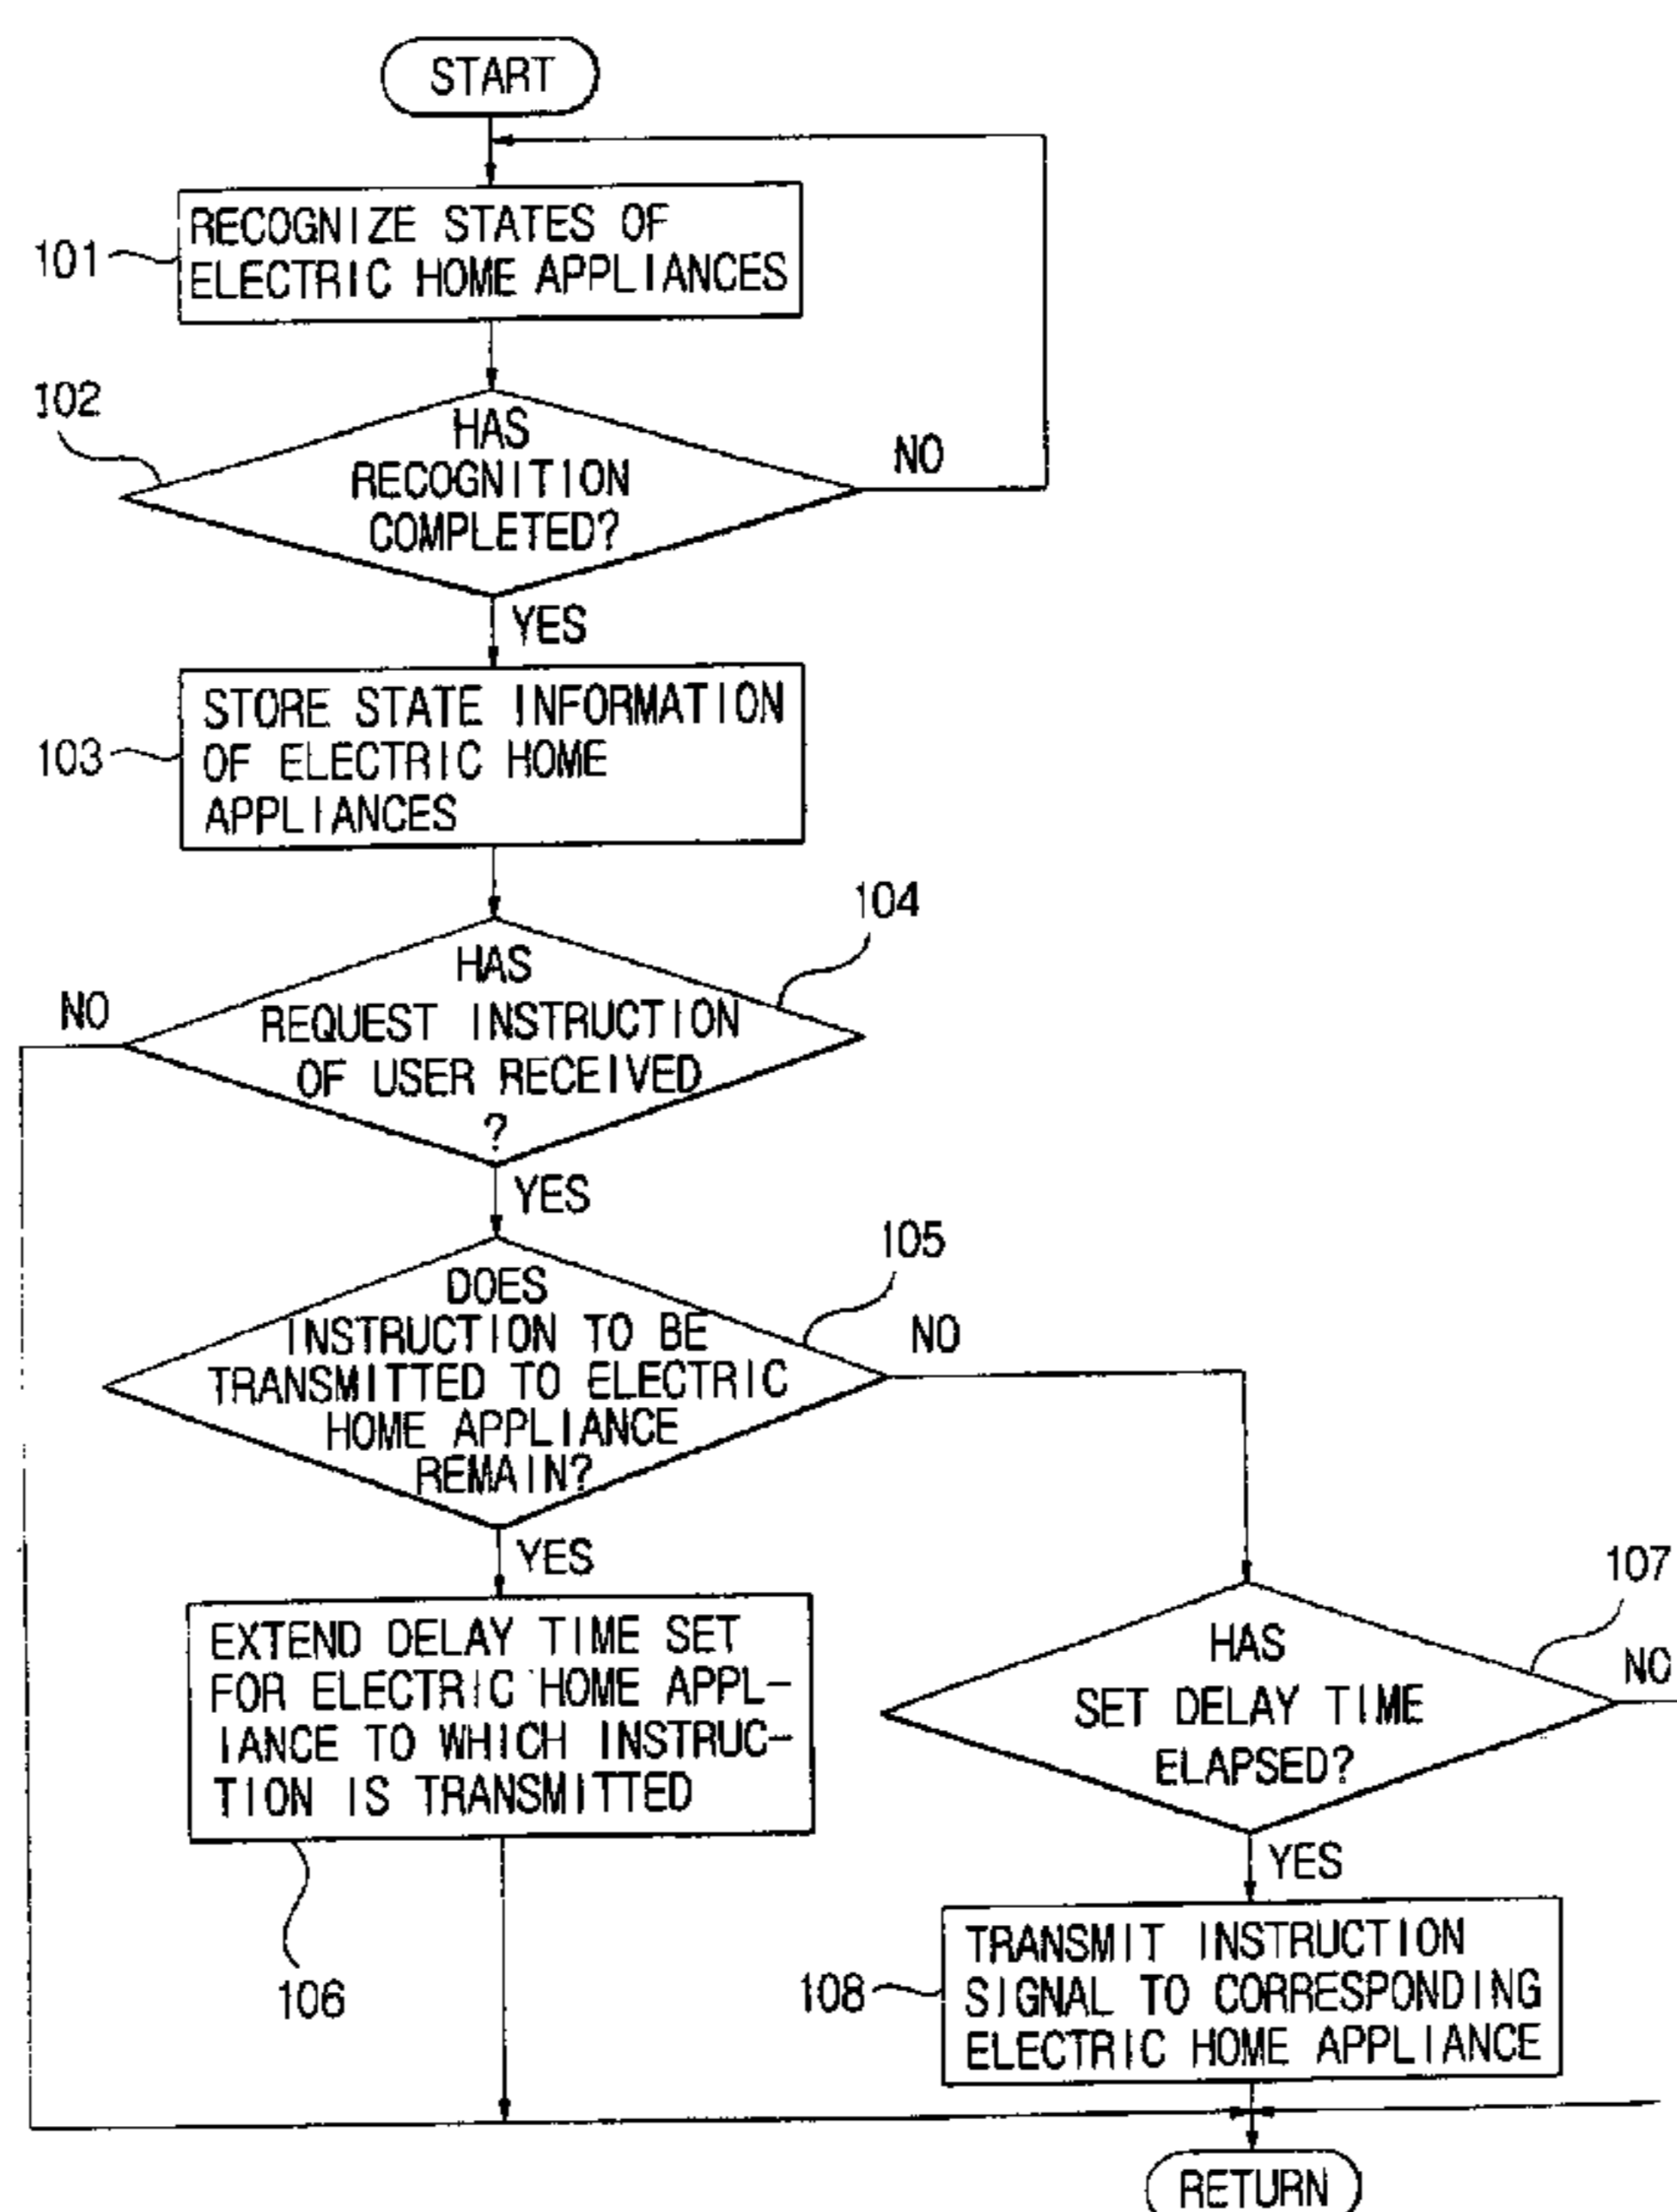 START
101
RECOGNIZE STATES OF
ELECTRIC HOME APPLIANCES
102
HAS
RECOGNITION
COMPLETED?
NO
YES
103
STORE STATE INFORMATION
OF ELECTRIC HOME
APPLIANCES
104
HAS
REQUEST INSTRUCTION
OF USER RECEIVED
?
NO
YES
105
DOES
INSTRUCTION TO BE
TRANSMITTED TO ELECTRIC
HOME APPLIANCE
REMAIN?
NO
YES
EXTEND DELAY TIME SET
FOR ELECTRIC HOME APPL-
IANCE TO WHICH INSTRUC-
TION IS TRANSMITTED
106
107
HAS
SET DELAY TIME
ELAPSED?
NO
YES
108
TRANSMIT INSTRUCTION
SIGNAL TO CORRESPONDING
ELECTRIC HOME APPLIANCE
RETURN